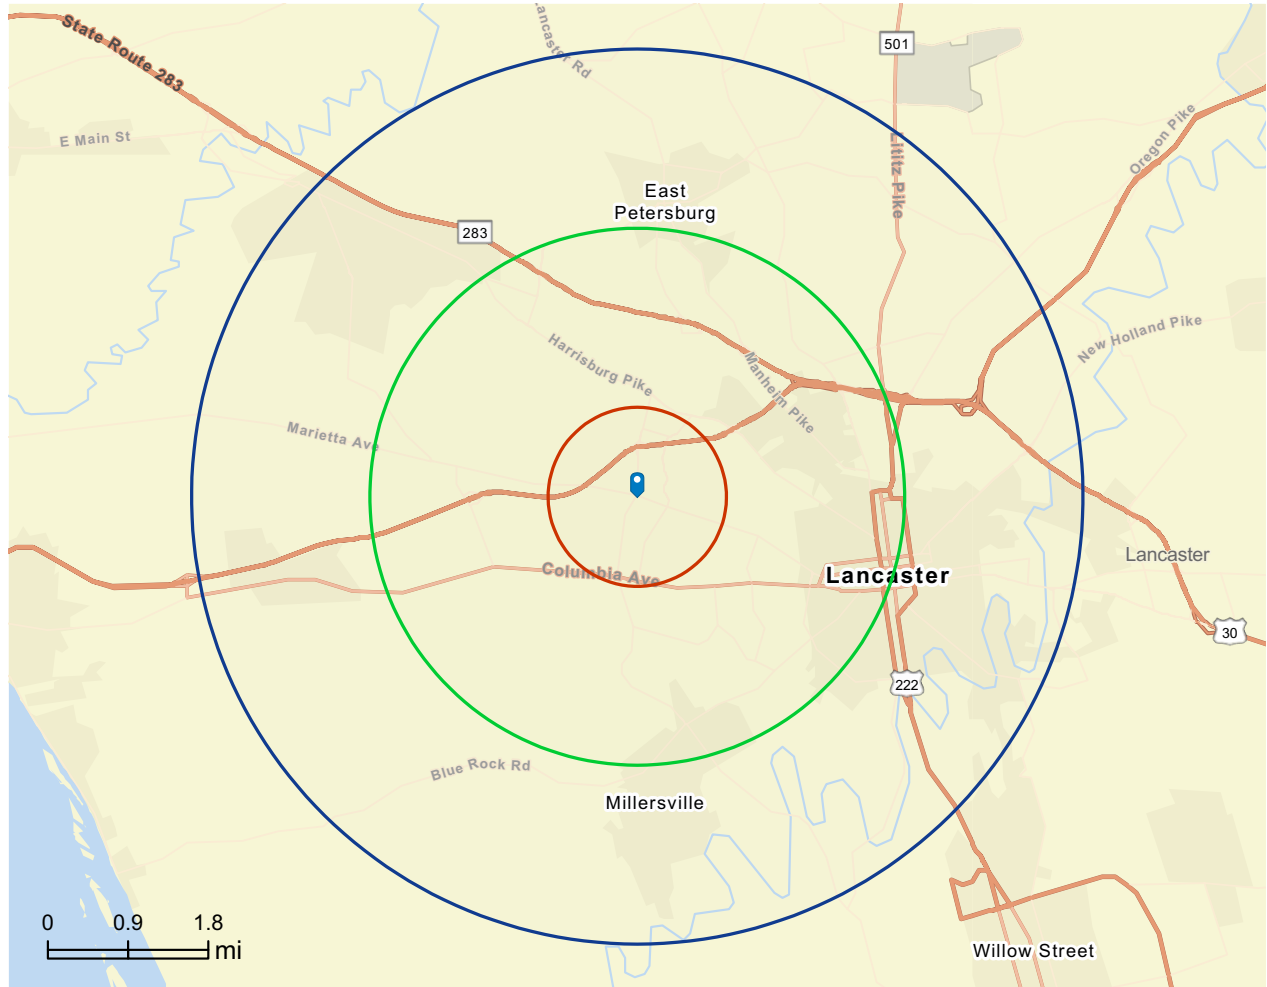 State Route 283
Lancaster Rd
501
E Main St
Oregon Pike
Lititz Pike
East
Petersburg
283
New Holland Pike
Harrisburg Pike
Manheim Pike
Marietta Ave
Columbia Ave
Lancaster
Lancaster
30
222
Blue Rock Rd
Millersville
0 0.9 1.8
mi
Willow Street